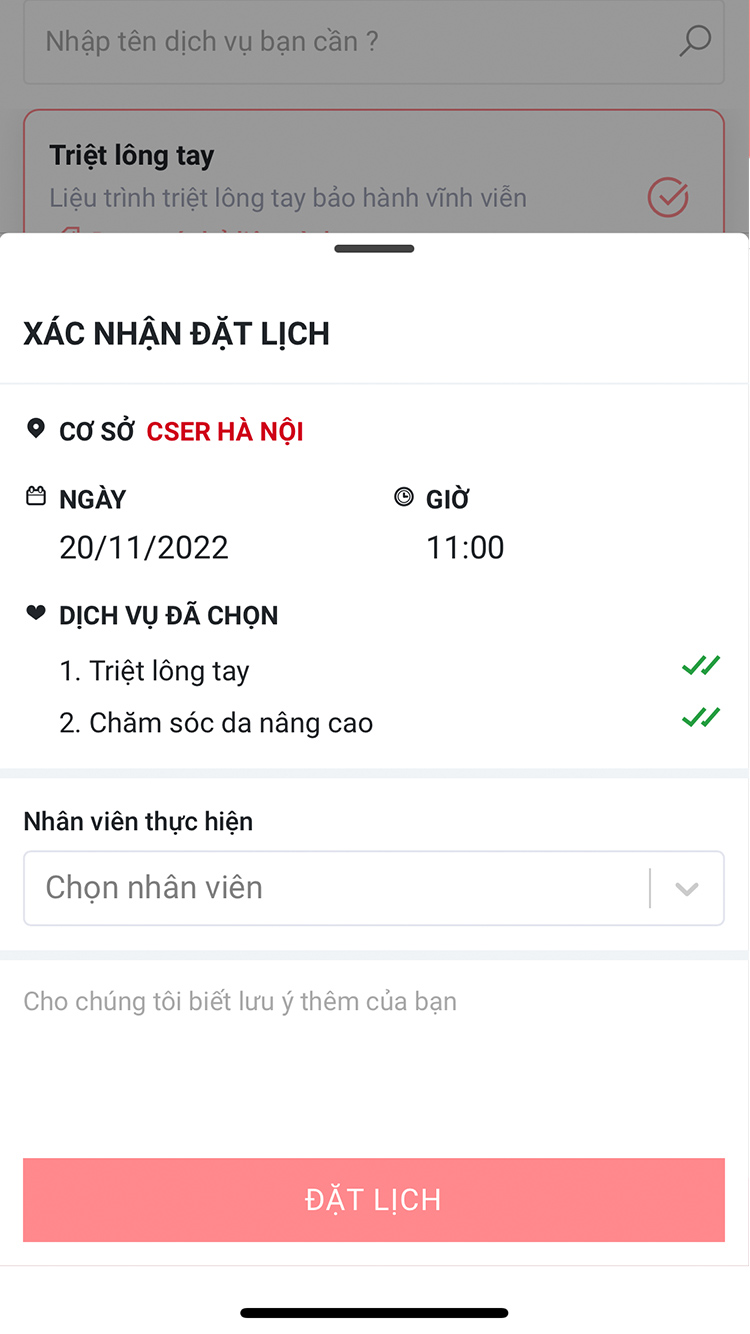 Nhập tên dịch vụ bạn cần ?
Triệt lông tay
Liệu trình triệt lông tay bảo hành vĩnh viễn
XÁC NHẬN ĐẶT LỊCH
CƠ SỞ CSER HÀ NỘI
NGÀY GIỜ
20/11/2022 11:00
DỊCH VỤ ĐÃ CHỌN
1. Triệt lông tay
2. Chăm sóc da nâng cao
Nhân viên thực hiện
Chọn nhân viên
Cho chúng tôi biết lưu ý thêm của bạn
ĐẶT LỊCH